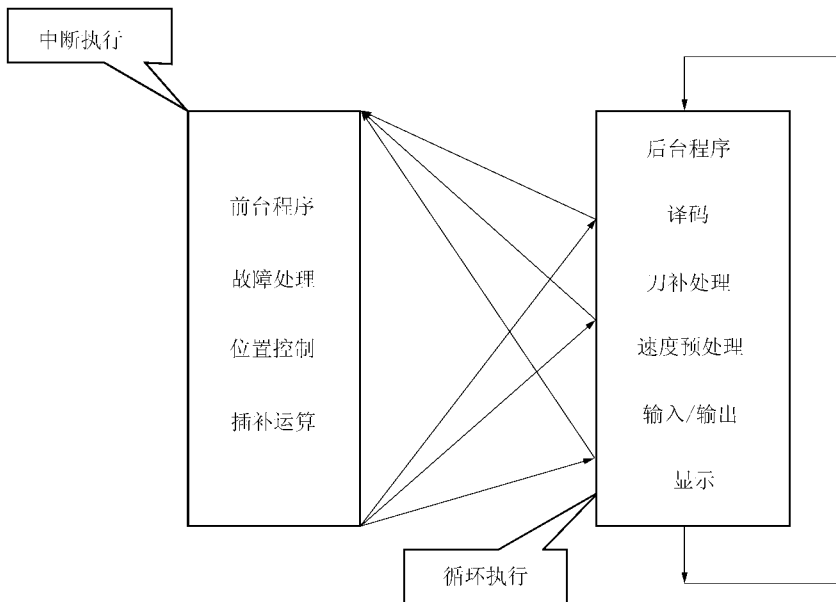 中断执行
前台程序
故障处理
位置控制
插补运算
后台程序
译码
刀补处理
速度预处理
输入/输出
显示
循环执行